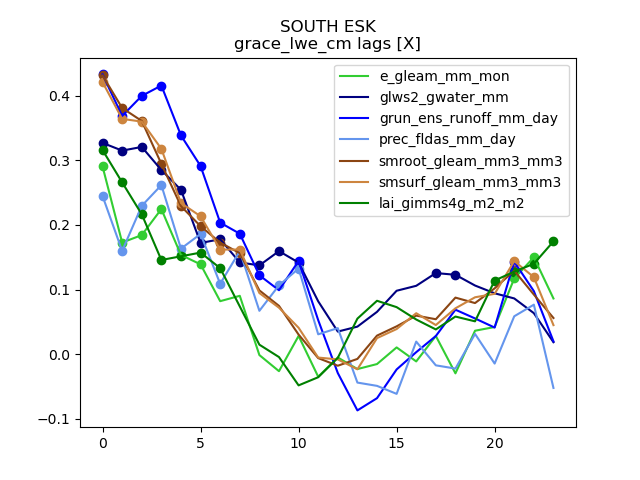 SOUTH ESK
grace_lwe_cm lags [X]
e_gleam_mm_mon
glws2_gwater_mm
grun_ens_runoff_mm_day
prec_fldas_mm_day
smroot_gleam_mm3_mm3
smsurf_gleam_mm3_mm3
lai_gimms4g_m2_m2
0.4
0.3
0.2
0.1
0.0
−0.1
0 5 10 15 20